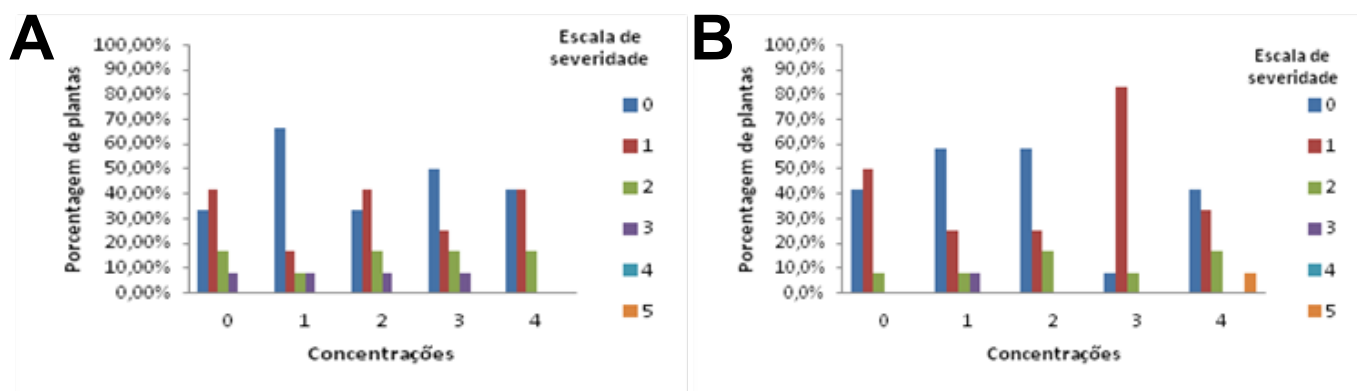 A
Escala de
severidade
100,00%
90,00%
80,00%
70,00%
60,00%
50,00%
40,00%
30,00%
20,00%
10,00%
0,00%
Porcentagem de plantas
0
1
2
3
4
5
0 1 2 3 4
Concentrações
B
Escala de
severidade
100,0%
90,0%
80,0%
70,0%
60,0%
50,0%
40,0%
30,0%
20,0%
10,0%
0,0%
Porcentagem de plantas
0
1
2
3
4
5
0 1 2 3 4
Concentrações